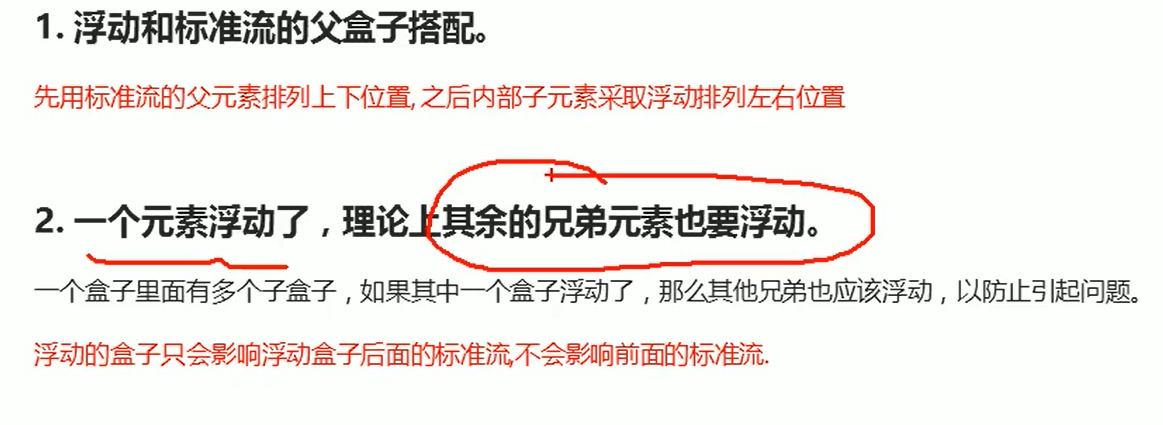 1. 浮动和标准流的父盒子搭配。
先用标准流的父元素排列上下位置, 之后内部子元素采取浮动排列左右位置
2. 一个元素浮动了，理论上其余的兄弟元素也要浮动。
一个盒子里面有多个子盒子，如果其中一个盒子浮动了，那么其他兄弟也应该浮动，以防止引起问题。
浮动的盒子只会影响浮动盒子后面的标准流,不会影响前面的标准流.